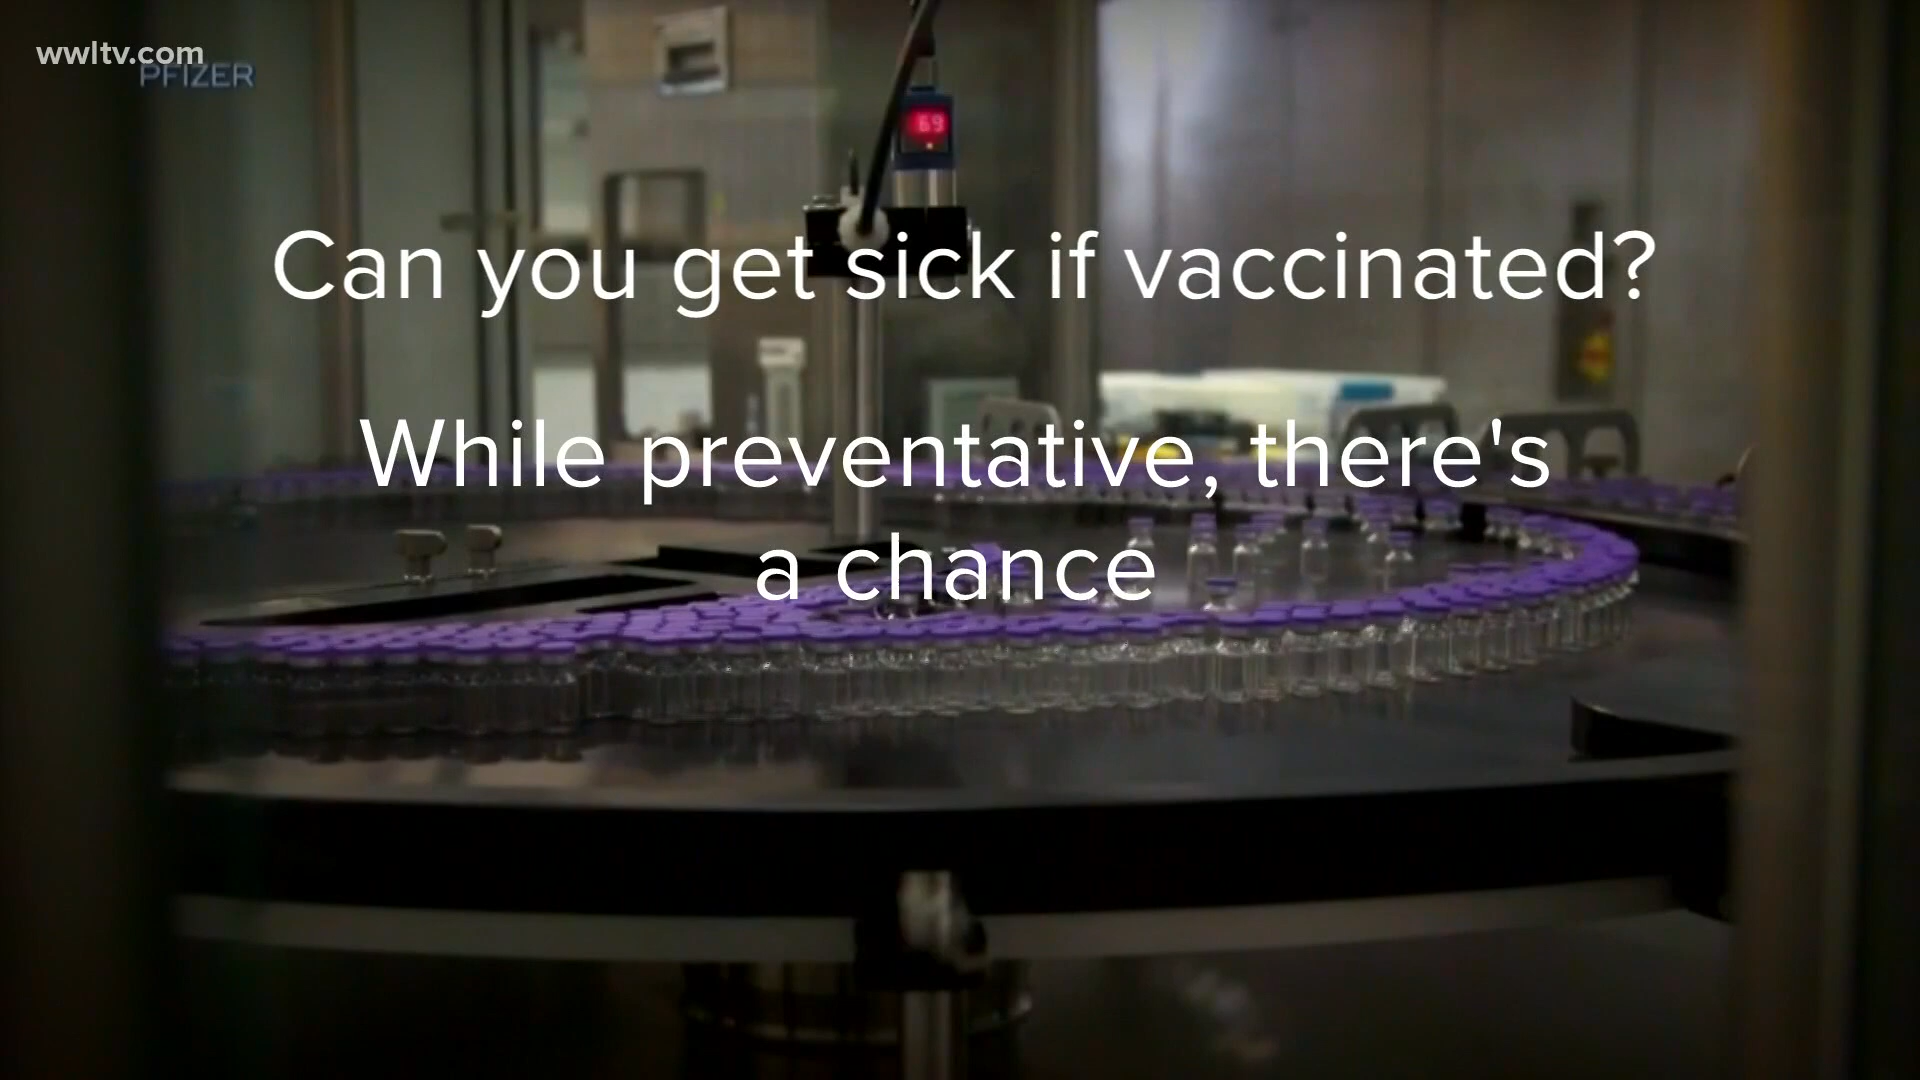 wwltv.com
PFIZER
69
Can you get sick if vaccinated?
While preventative, there's
a chance